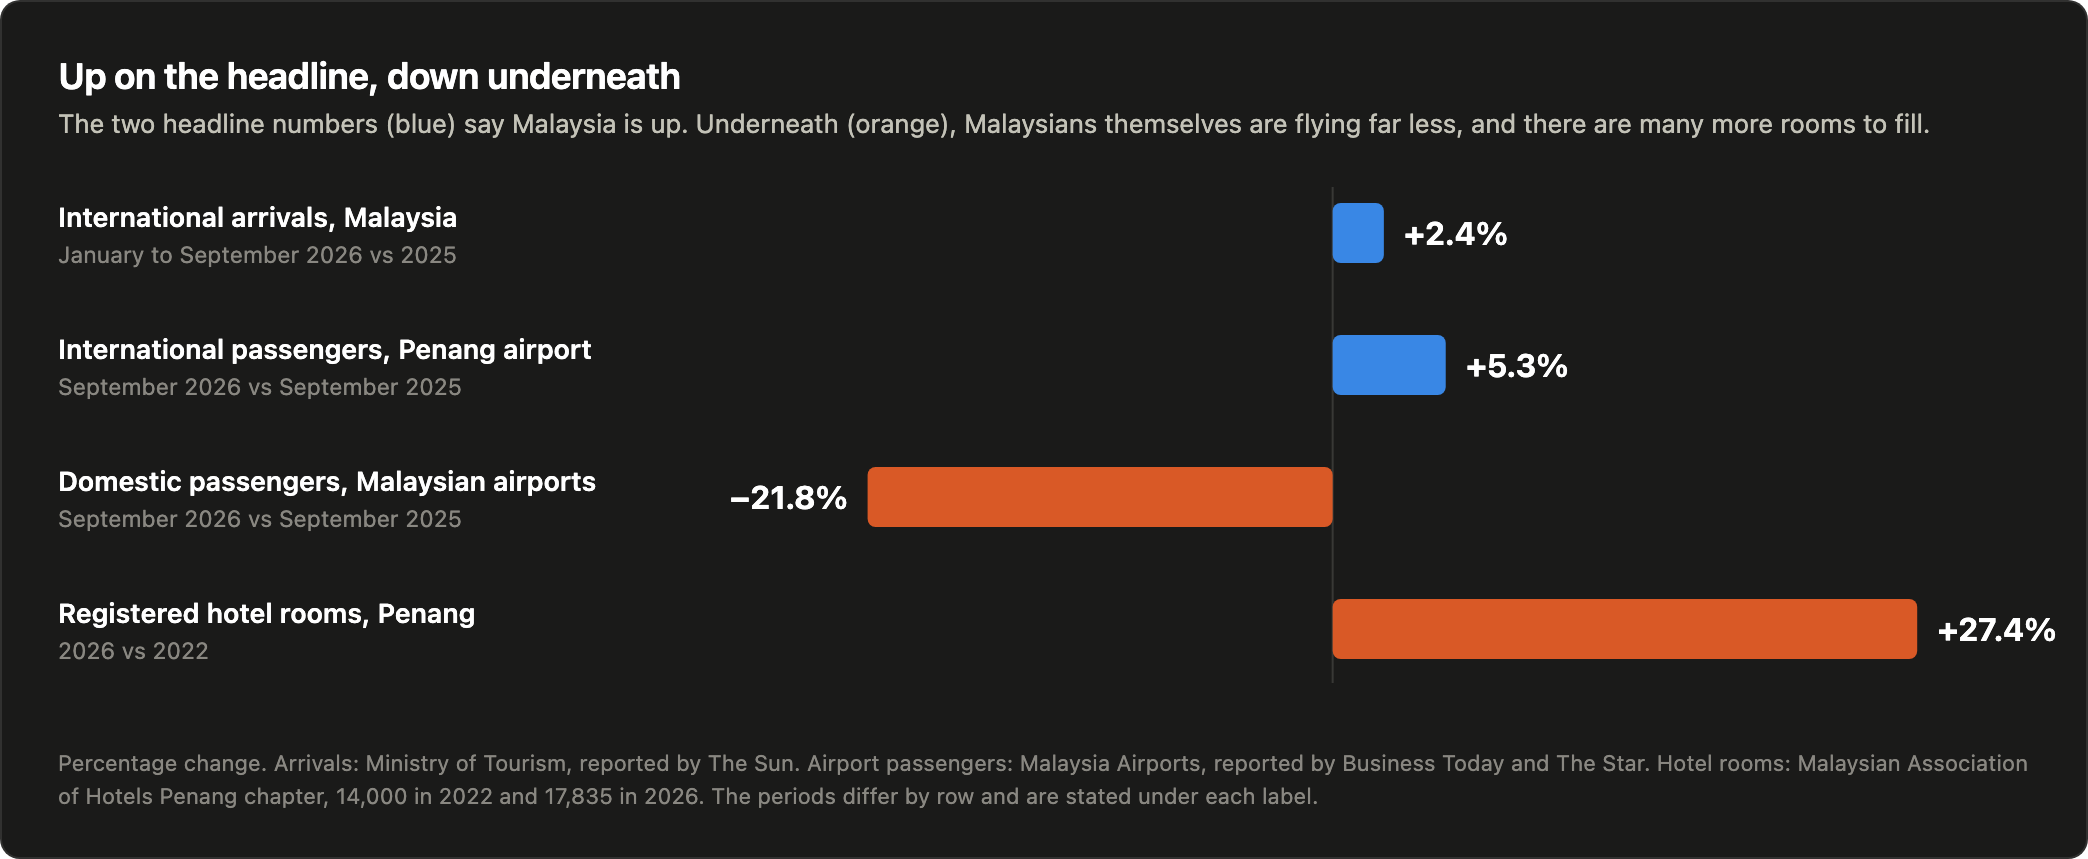 Up on the headline, down underneath
The two headline numbers (blue) say Malaysia is up. Underneath (orange), Malaysians themselves are flying far less, and there are many more rooms to fill.
International arrivals, Malaysia
January to September 2026 vs 2025
+2.4%
International passengers, Penang airport
September 2026 vs September 2025
+5.3%
Domestic passengers, Malaysian airports
September 2026 vs September 2025
−21.8%
Registered hotel rooms, Penang
2026 vs 2022
+27.4%
Percentage change. Arrivals: Ministry of Tourism, reported by The Sun. Airport passengers: Malaysia Airports, reported by Business Today and The Star. Hotel rooms: Malaysian Association
of Hotels Penang chapter, 14,000 in 2022 and 17,835 in 2026. The periods differ by row and are stated under each label.